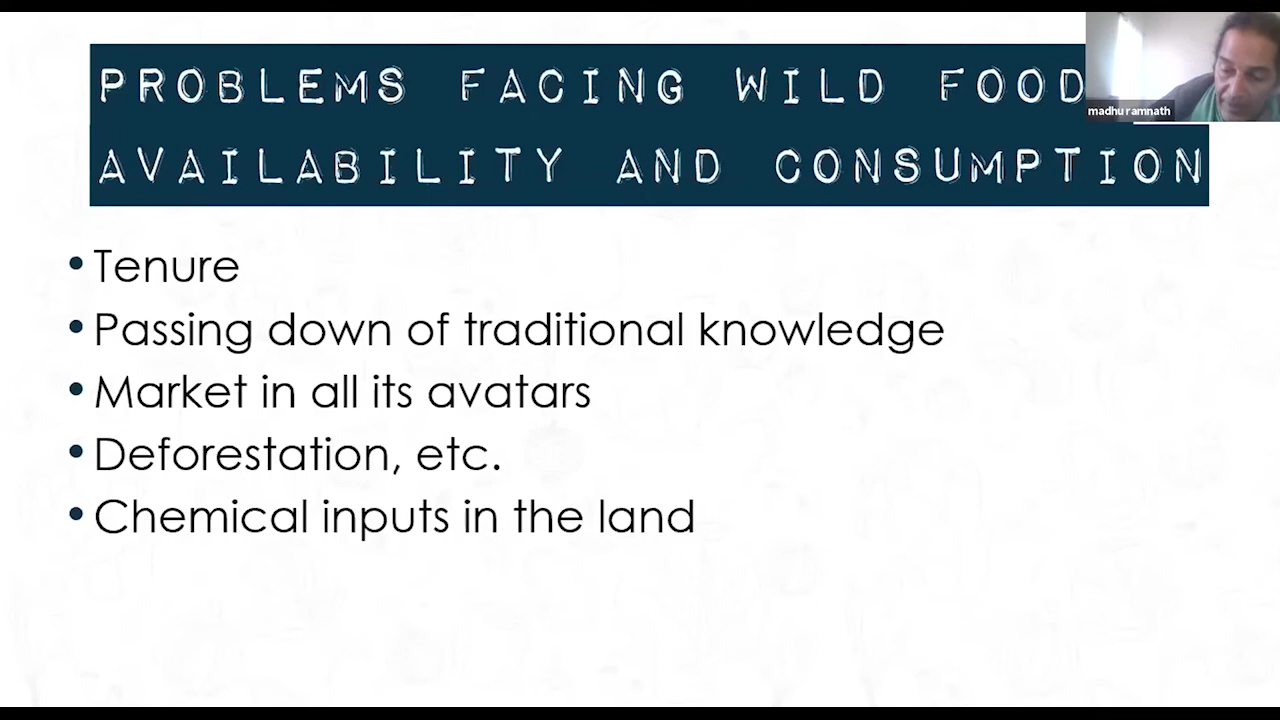 PROBLEMS FACING WILD FOOD
AVAILABILITY AND CONSUMPTION
madhu ramnath
• Tenure
• Passing down of traditional knowledge
• Market in all its avatars
• Deforestation, etc.
• Chemical inputs in the land